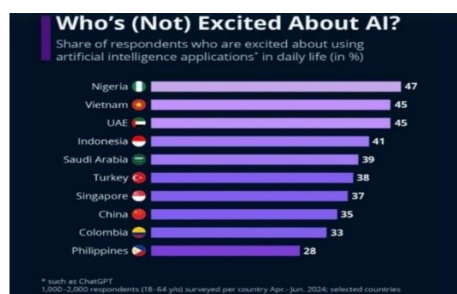 Who's (Not) Excited About AI?
Share of respondents who are excited about using
artificial intelligence applications* in daily life (in %)
Nigeria 47
Vietnam 45
UAE 45
Indonesia 41
Saudi Arabia 39
Turkey 38
Singapore 37
China 35
Colombia 33
Philippines 28
* such as ChatGPT
1,000-2,000 respondents (18-64 y/o) surveyed per country Apr.-Jun. 2024; selected countries